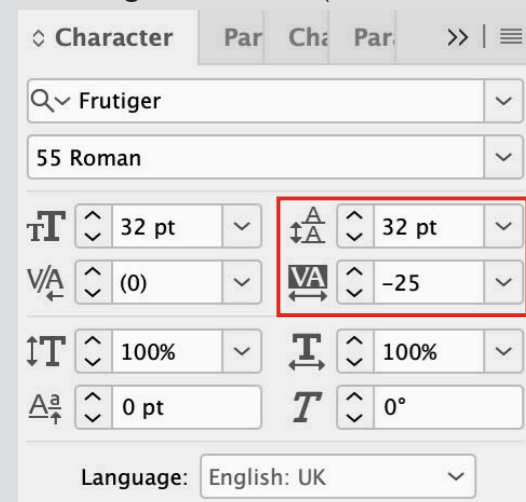 Character Par Cha Par
Frutiger
55 Roman
32 pt 32 pt
(0) -25
100% 100%
0 pt 0°
Language: English: UK